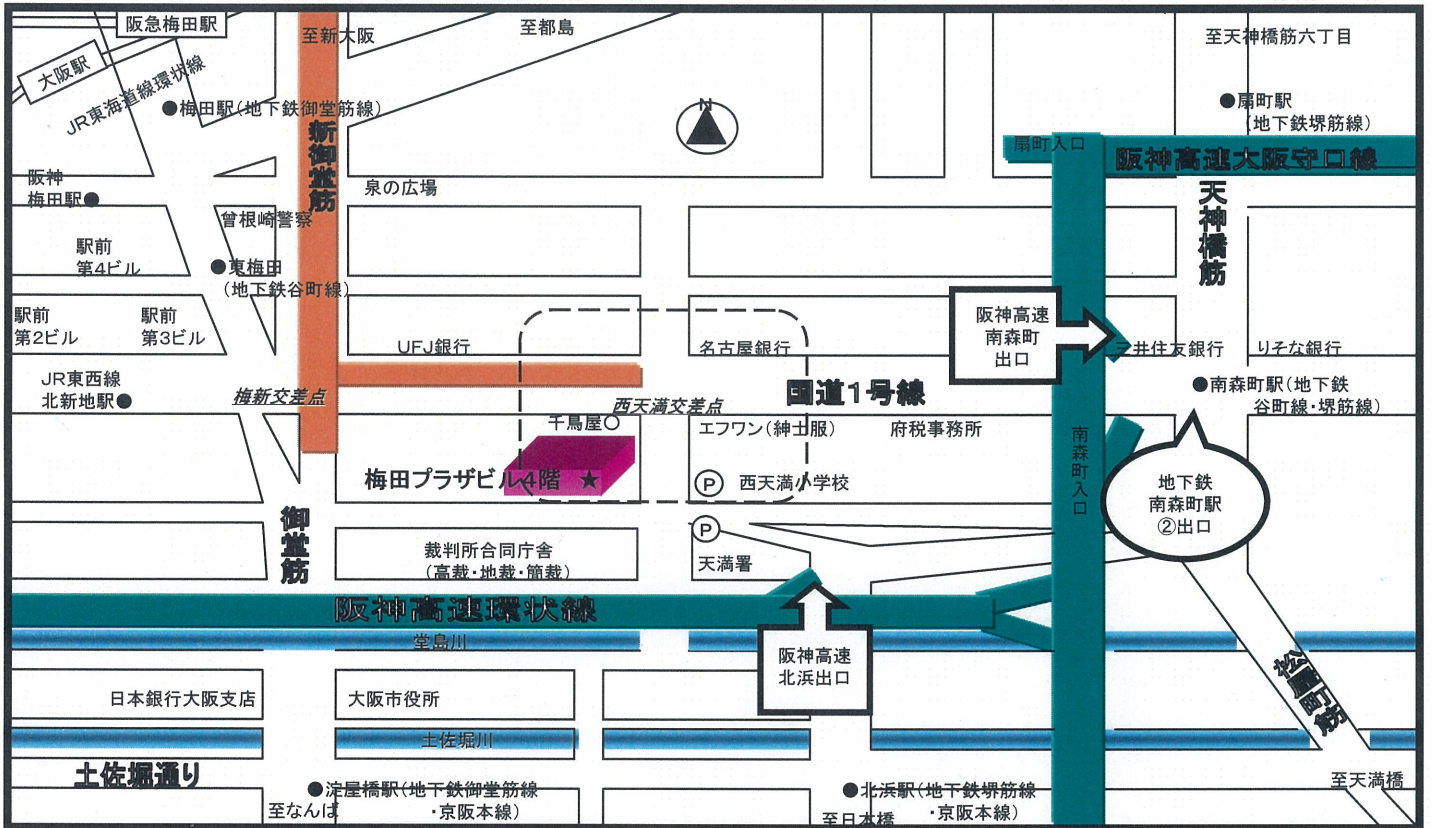 阪急梅田駅
至新大阪
至都島
至天神橋筋六丁目
大阪駅
JR東海道線環状線
●梅田駅(地下鉄御堂筋線)
新御堂筋
N
●扇町駅
(地下鉄堺筋線)
扇町入口
阪神高速大阪守口線
阪神
梅田駅●
泉の広場
天神橋筋
曾根崎警察
駅前
第4ビル
●東梅田
(地下鉄谷町線)
駅前
第2ビル
駅前
第3ビル
UFJ銀行
名古屋銀行
阪神高速
南森町
出口
三井住友銀行
りそな銀行
JR東西線
北新地駅●
梅新交差点
西天満交差点
国道1号線
●南森町駅(地下鉄
谷町線・堺筋線)
千鳥屋○
エフワン(紳士服)
府税事務所
南森町入口
梅田プラザビル4階 ★
Ⓟ 西天満小学校
地下鉄
南森町駅
②出口
御堂筋
Ⓟ
裁判所合同庁舎
(高裁・地裁・簡裁)
天満署
阪神高速環状線
堂島川
阪神高速
北浜出口
松屋町筋
日本銀行大阪支店
大阪市役所
土佐堀川
土佐堀通り
●淀屋橋駅(地下鉄御堂筋線
・京阪本線)
至なんば
●北浜駅(地下鉄堺筋線
・京阪本線)
至日本橋
至天満橋